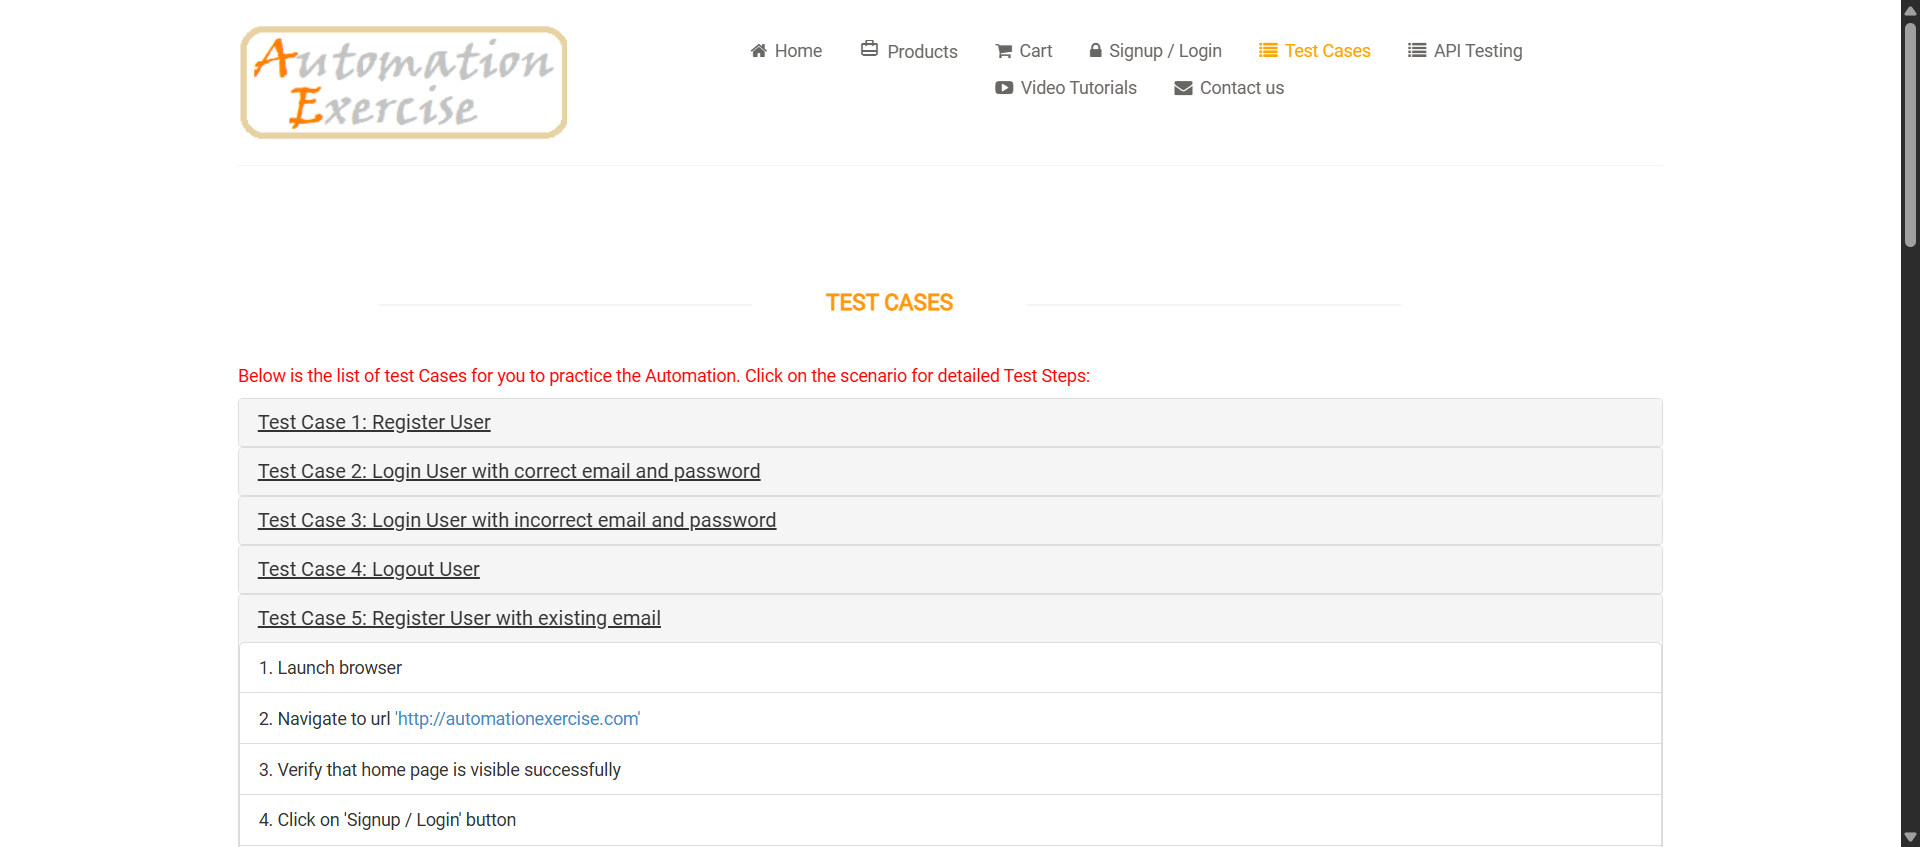 Automation
Exercise
Home
Products
Cart
Signup / Login
Test Cases
API Testing
Video Tutorials
Contact us
TEST CASES
Below is the list of test Cases for you to practice the Automation. Click on the scenario for detailed Test Steps:
Test Case 1: Register User
Test Case 2: Login User with correct email and password
Test Case 3: Login User with incorrect email and password
Test Case 4: Logout User
Test Case 5: Register User with existing email
1. Launch browser
2. Navigate to url 'http://automationexercise.com'
3. Verify that home page is visible successfully
4. Click on 'Signup / Login' button